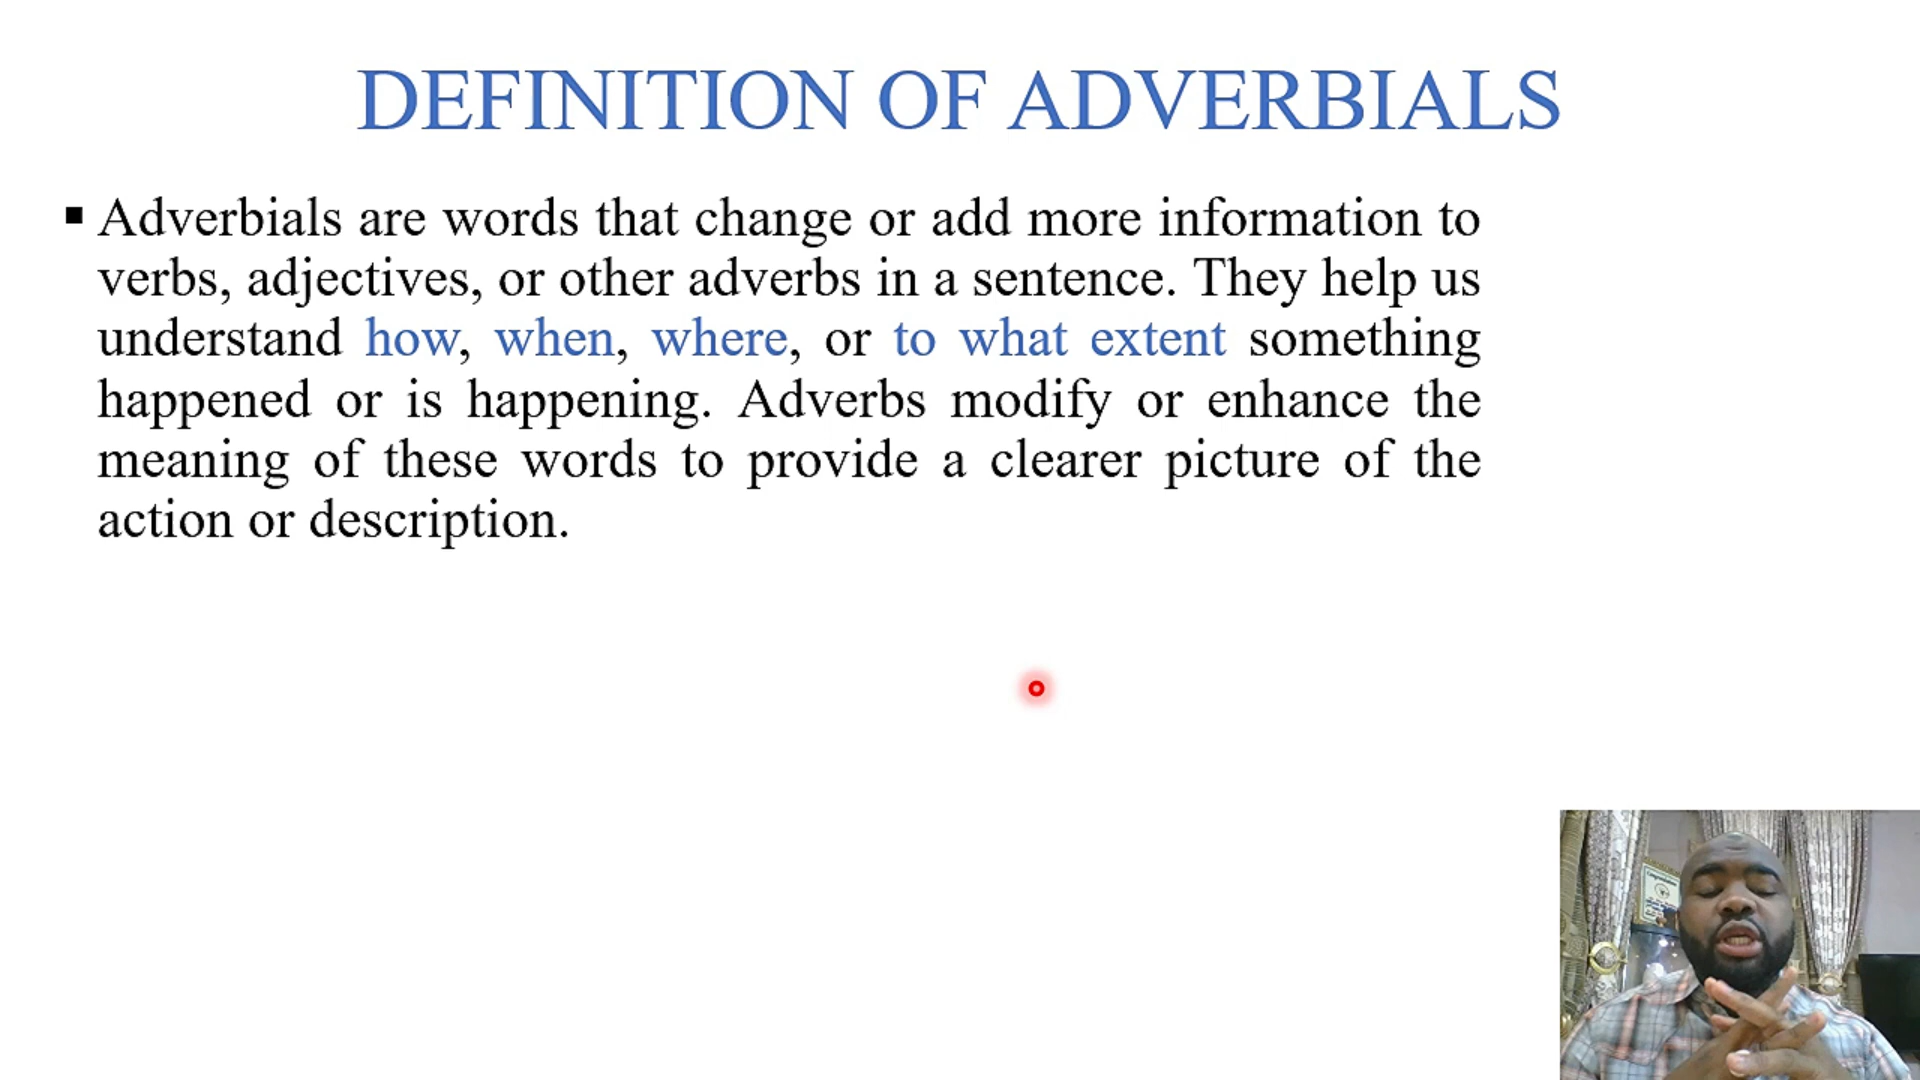 DEFINITION OF ADVERBIALS
▪ Adverbials are words that change or add more information to
verbs, adjectives, or other adverbs in a sentence. They help us
understand how, when, where, or to what extent something
happened or is happening. Adverbs modify or enhance the
meaning of these words to provide a clearer picture of the
action or description.